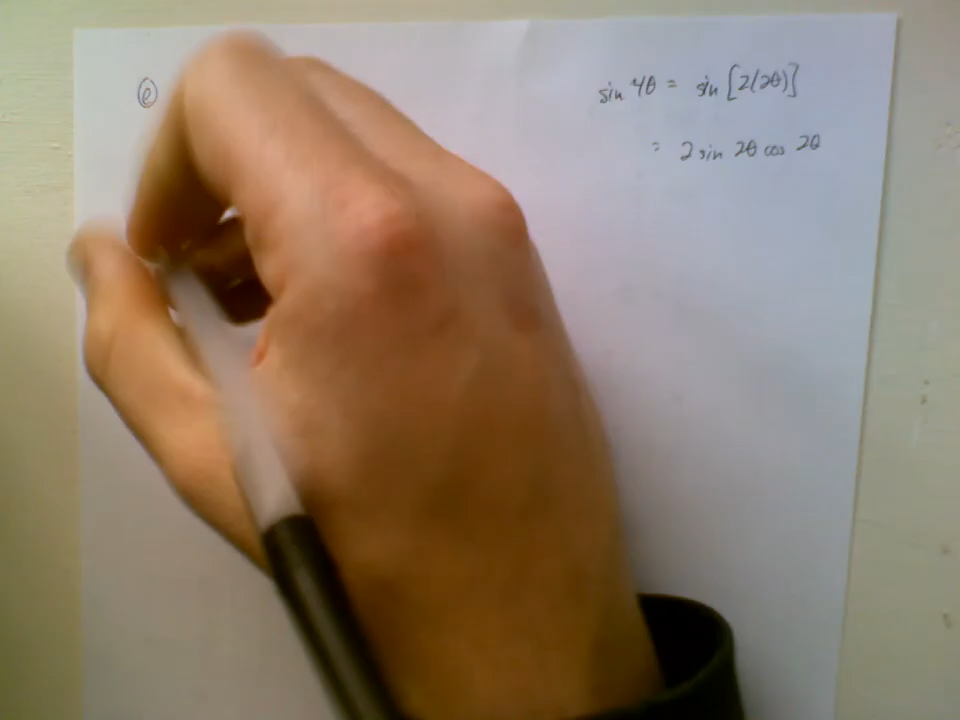 ⓔ
sin 4θ = sin [2(2θ)]
= 2 sin 2θ cos 2θ